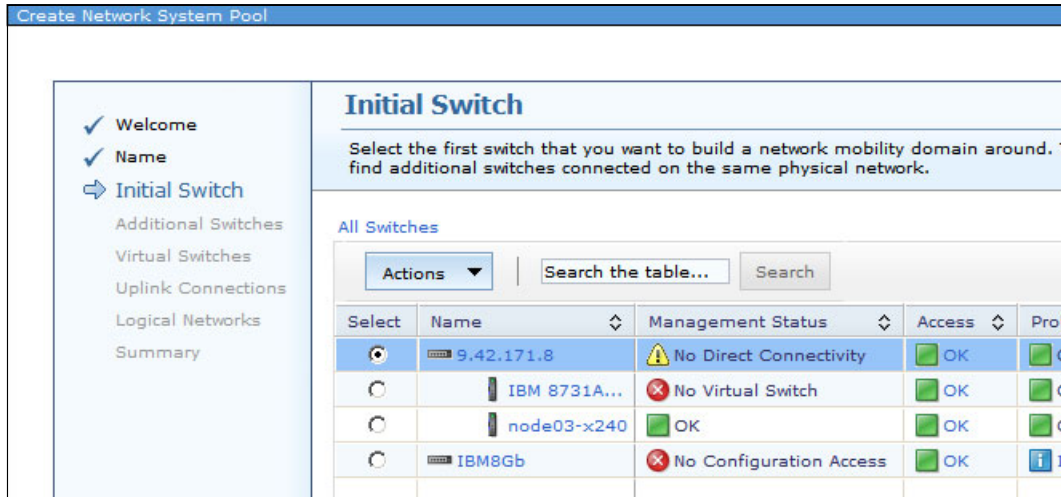 Create Network System Pool
Welcome
Name
Initial Switch
Additional Switches
Virtual Switches
Uplink Connections
Logical Networks
Summary
Initial Switch
Select the first switch that you want to build a network mobility domain around.
find additional switches connected on the same physical network.
All Switches
Actions Search the table... Search
Select Name Management Status Access Pro
9.42.171.8 No Direct Connectivity OK
IBM 8731A... No Virtual Switch OK
node03-x240 OK OK
IBM8Gb No Configuration Access OK